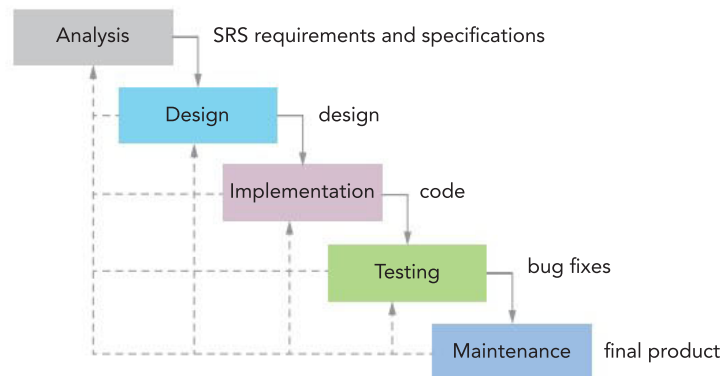 Analysis
SRS requirements and specifications
Design
design
Implementation
code
Testing
bug fixes
Maintenance
final product